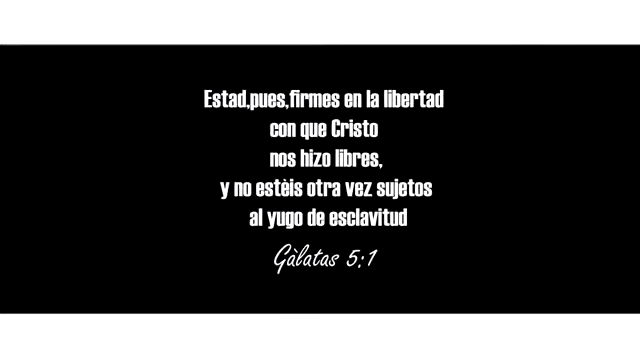 Estad,pues,firmes en la libertad
con que Cristo
nos hizo libres,
y no estèis otra vez sujetos
al yugo de esclavitud
Gàlatas 5:1